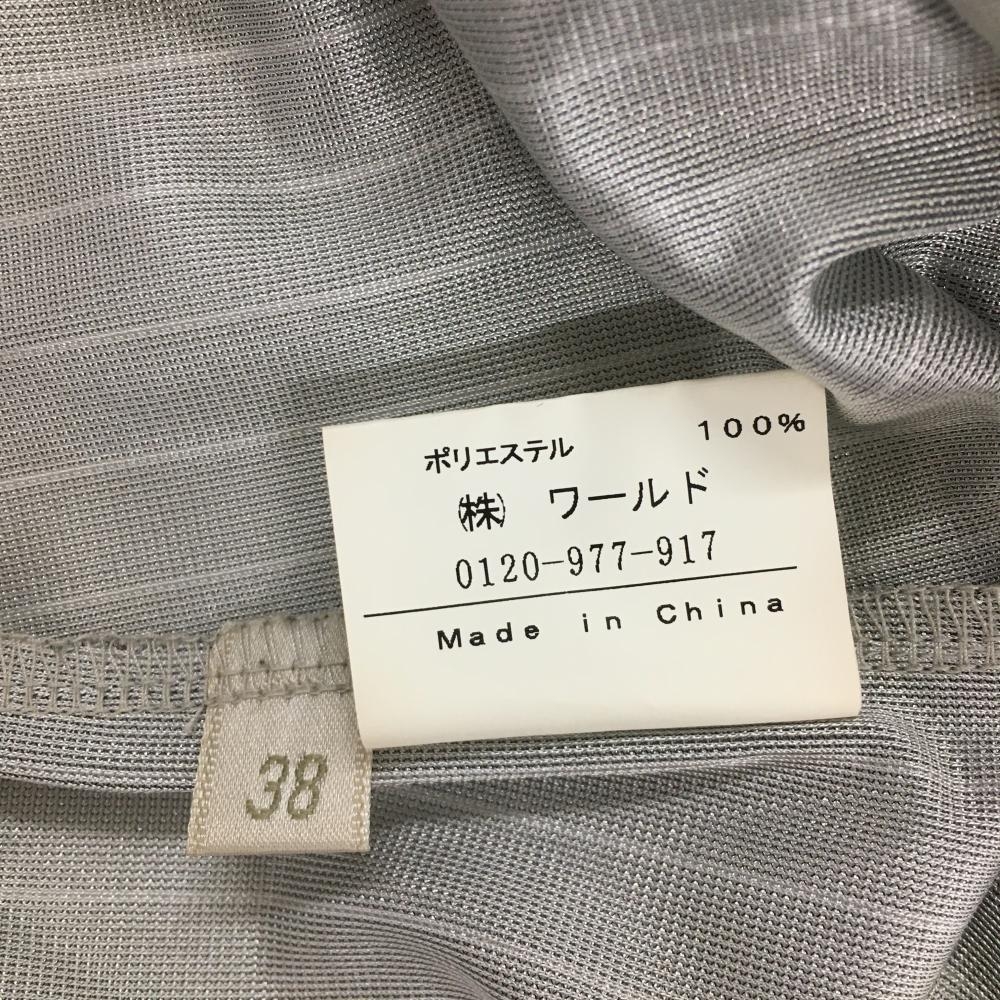 ポリエステル 100%
㈱ ワールド
0120-977-917
Made in China
38